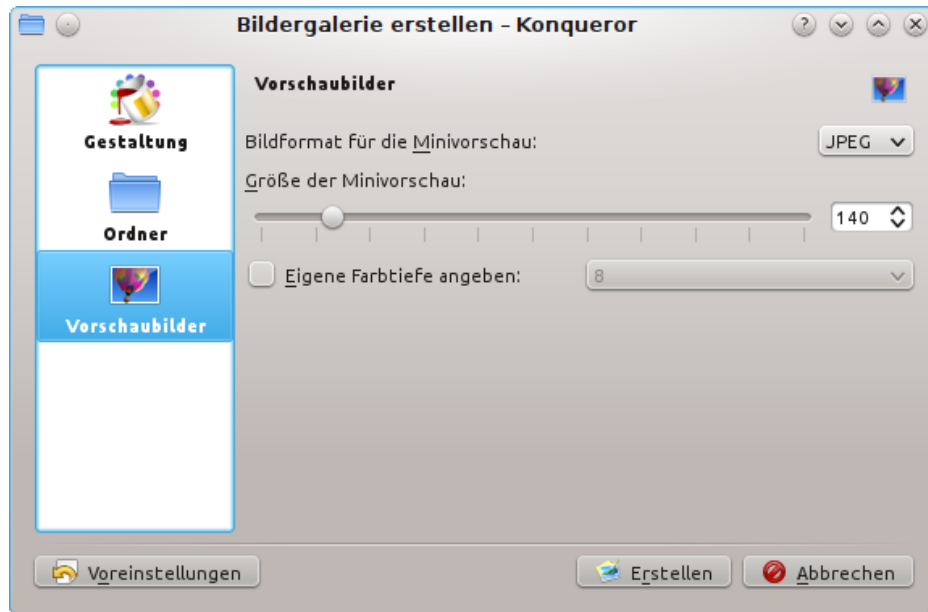 Bildergalerie erstellen – Konqueror
Gestaltung
Ordner
Vorschaubilder
Vorschaubilder
Bildformat für die Minivorschau:
JPEG
Größe der Minivorschau:
140
Eigene Farbtiefe angeben:
8
Voreinstellungen
Erstellen
Abbrechen